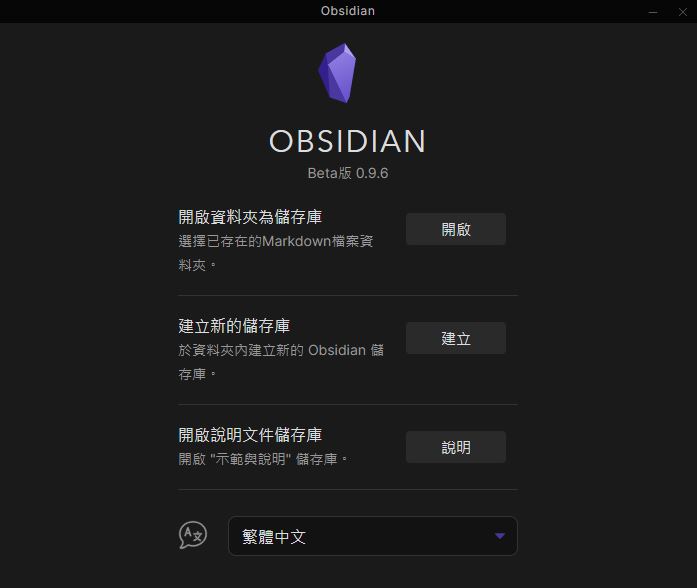 Obsidian
OBSIDIAN
Beta版 0.9.6
開啟資料夾為儲存庫
選擇已存在的Markdown檔案資
料夾。
開啟
建立新的儲存庫
於資料夾內建立新的 Obsidian 儲
存庫。
建立
開啟說明文件儲存庫
開啟 "示範與說明" 儲存庫。
說明
A文
繁體中文